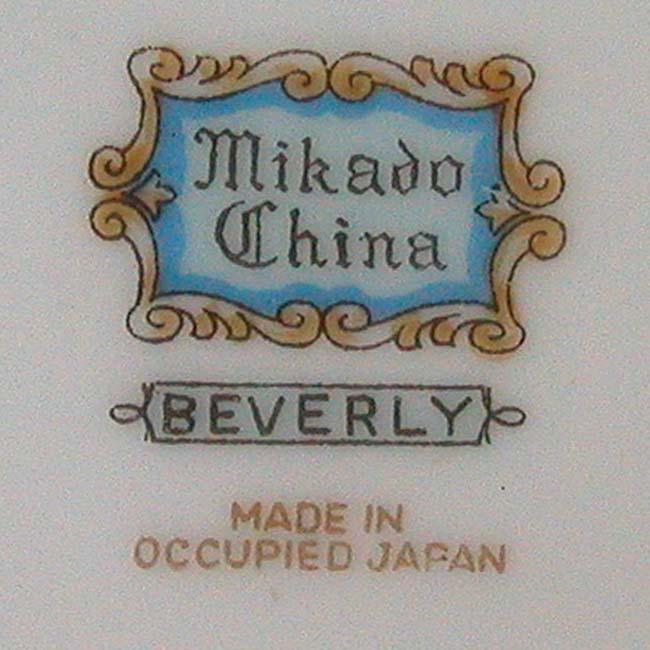 Mikado
China
BEVERLY
MADE IN
OCCUPIED JAPAN